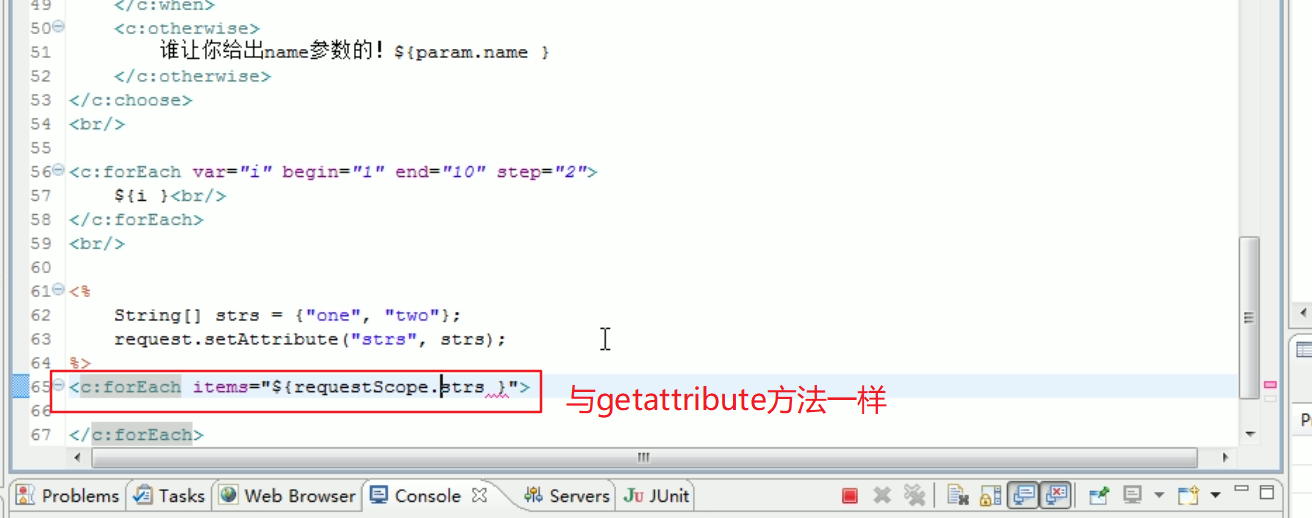 49 </c:when>
50 <c:otherwise>
51 谁让你给出name参数的！${param.name }
52 </c:otherwise>
53 </c:choose>
54 <br/>
55
56 <c:forEach var="i" begin="1" end="10" step="2">
57 ${i }<br/>
58 </c:forEach>
59 <br/>
60
61 <%
62 String[] strs = {"one", "two"};
63 request.setAttribute("strs", strs);
64 %>
65 <c:forEach items="${requestScope.strs }"> 与getattribute方法一样
66
67 </c:forEach>
Problems Tasks Web Browser Console Servers Ju JUnit